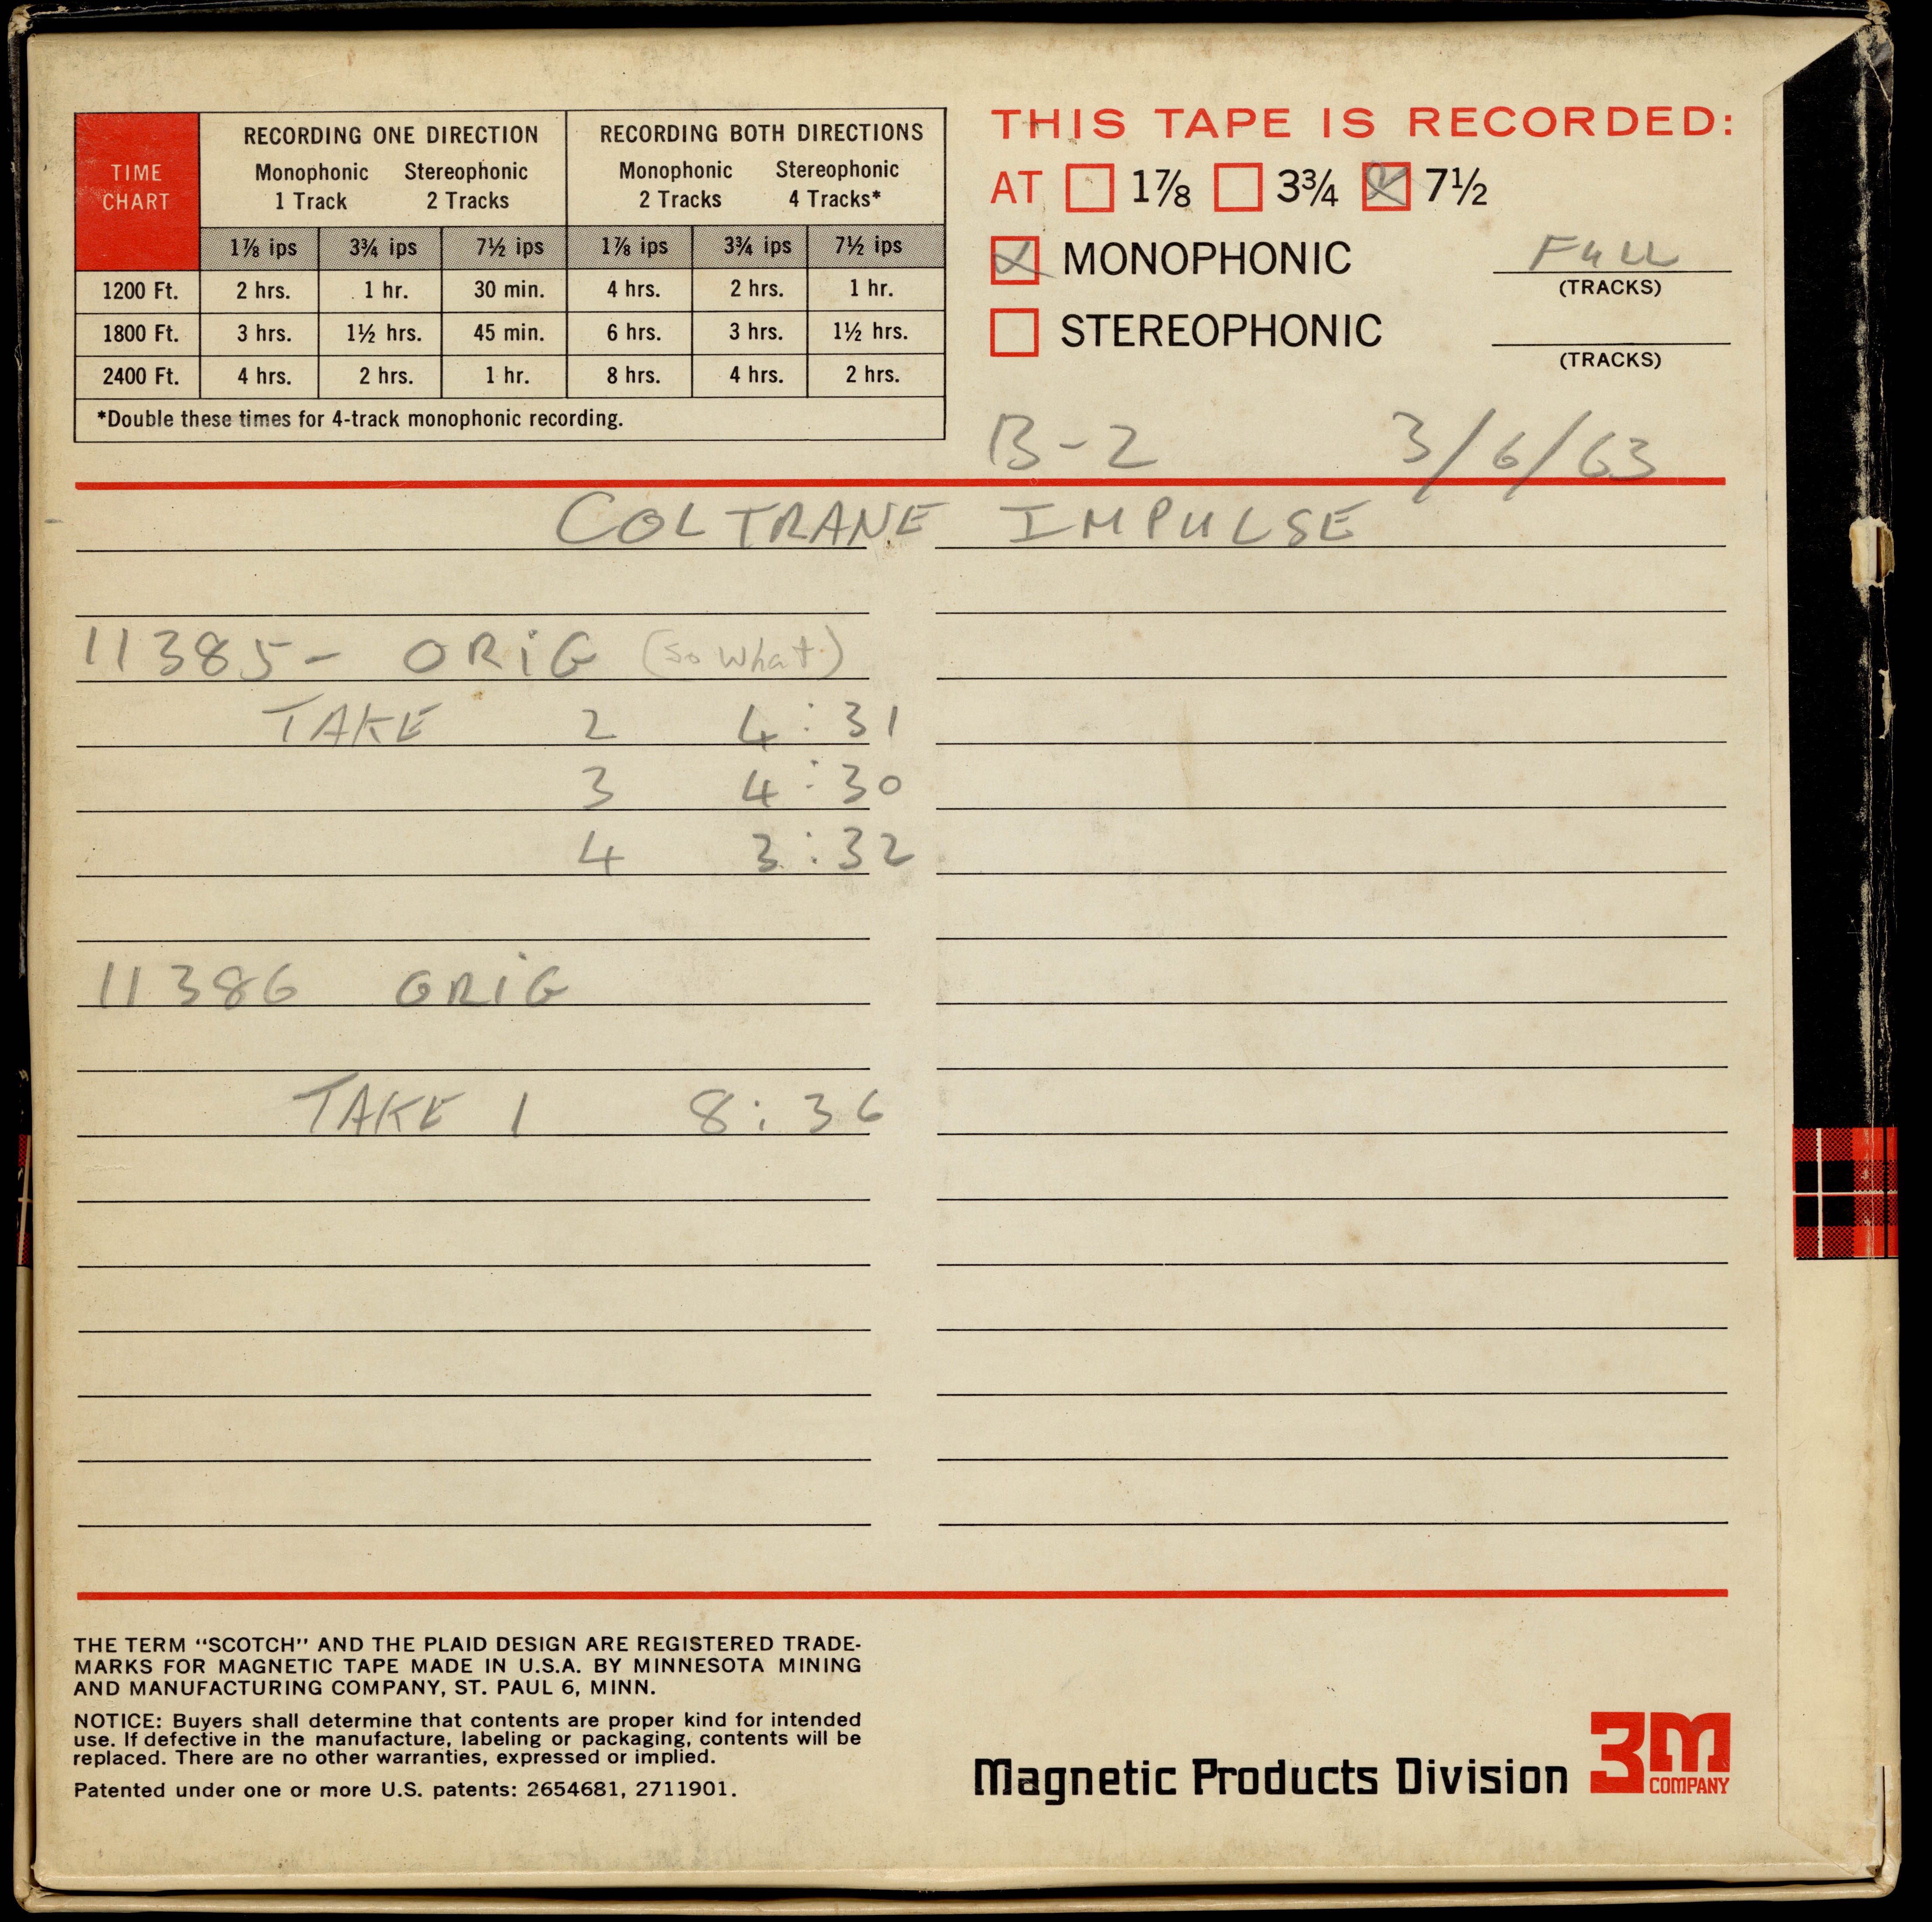 TIME CHART
RECORDING ONE DIRECTION RECORDING BOTH DIRECTIONS
Monophonic Stereophonic Monophonic Stereophonic
1 Track 2 Tracks 2 Tracks 4 Tracks*
1⅞ ips 3¾ ips 7½ ips 1⅞ ips 3¾ ips 7½ ips
1200 Ft. 2 hrs. 1 hr. 30 min. 4 hrs. 2 hrs. 1 hr.
1800 Ft. 3 hrs. 1½ hrs. 45 min. 6 hrs. 3 hrs. 1½ hrs.
2400 Ft. 4 hrs. 2 hrs. 1 hr. 8 hrs. 4 hrs. 2 hrs.
*Double these times for 4-track monophonic recording.
THIS TAPE IS RECORDED:
AT 1⅞ 3¾ 7½
MONOPHONIC FULL
(TRACKS)
STEREOPHONIC
(TRACKS)
B-2 3/6/63
COLTRANE IMPULSE
11385- ORIG (So What)
TAKE 2 4:31
3 4:30
4 3:32
11386 ORIG
TAKE 1 8:36
THE TERM “SCOTCH” AND THE PLAID DESIGN ARE REGISTERED TRADE-
MARKS FOR MAGNETIC TAPE MADE IN U.S.A. BY MINNESOTA MINING
AND MANUFACTURING COMPANY, ST. PAUL 6, MINN.
NOTICE: Buyers shall determine that contents are proper kind for intended
use. If defective in the manufacture, labeling or packaging, contents will be
replaced. There are no other warranties, expressed or implied.
Patented under one or more U.S. patents: 2654681, 2711901.
Magnetic Products Division 3M COMPANY